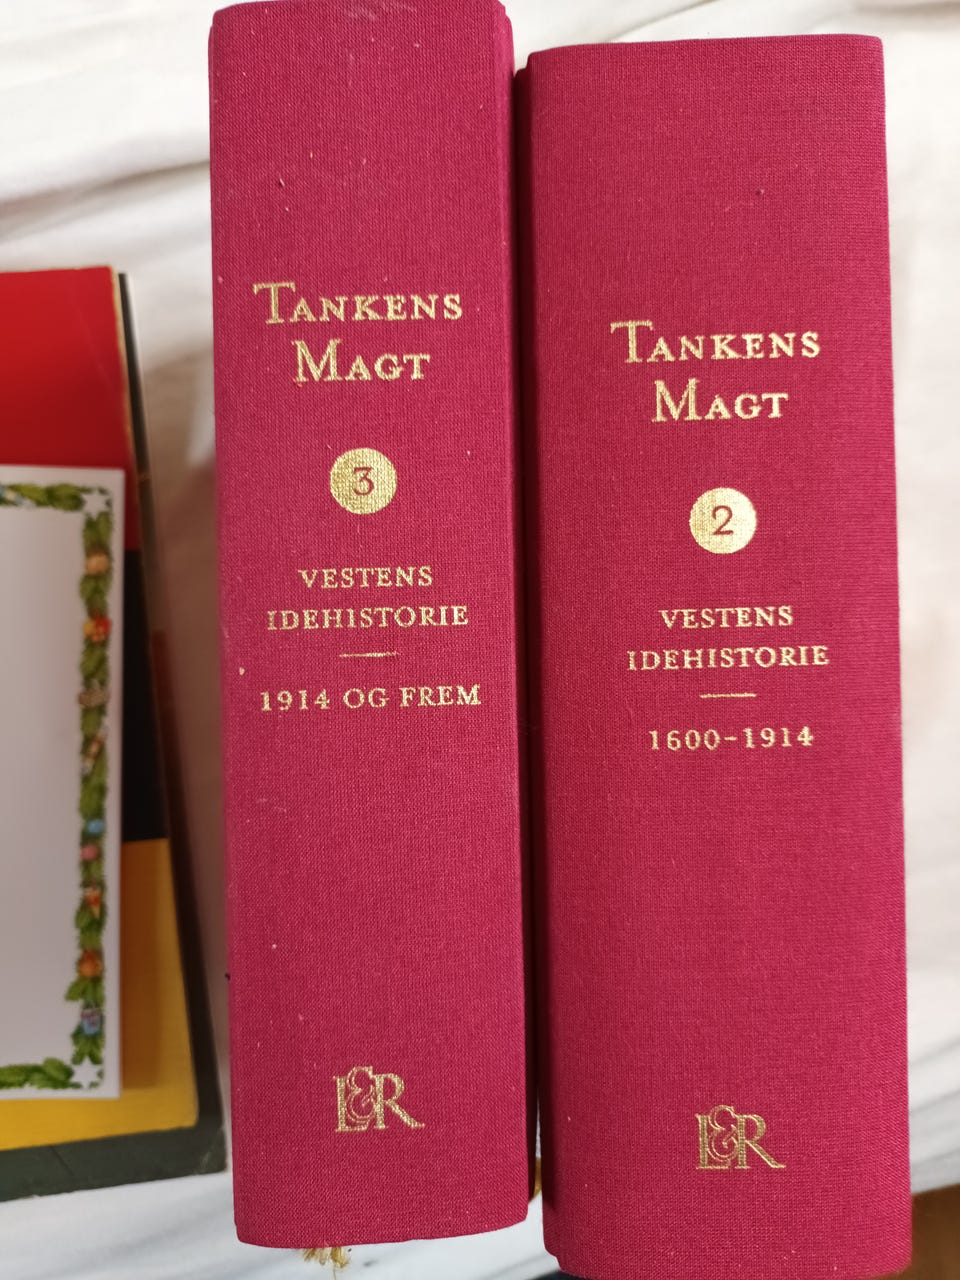 TANKENS
MAGT
3
VESTENS
IDEHISTORIE
1914 OG FREM
L&R
TANKENS
MAGT
2
VESTENS
IDEHISTORIE
1600-1914
L&R